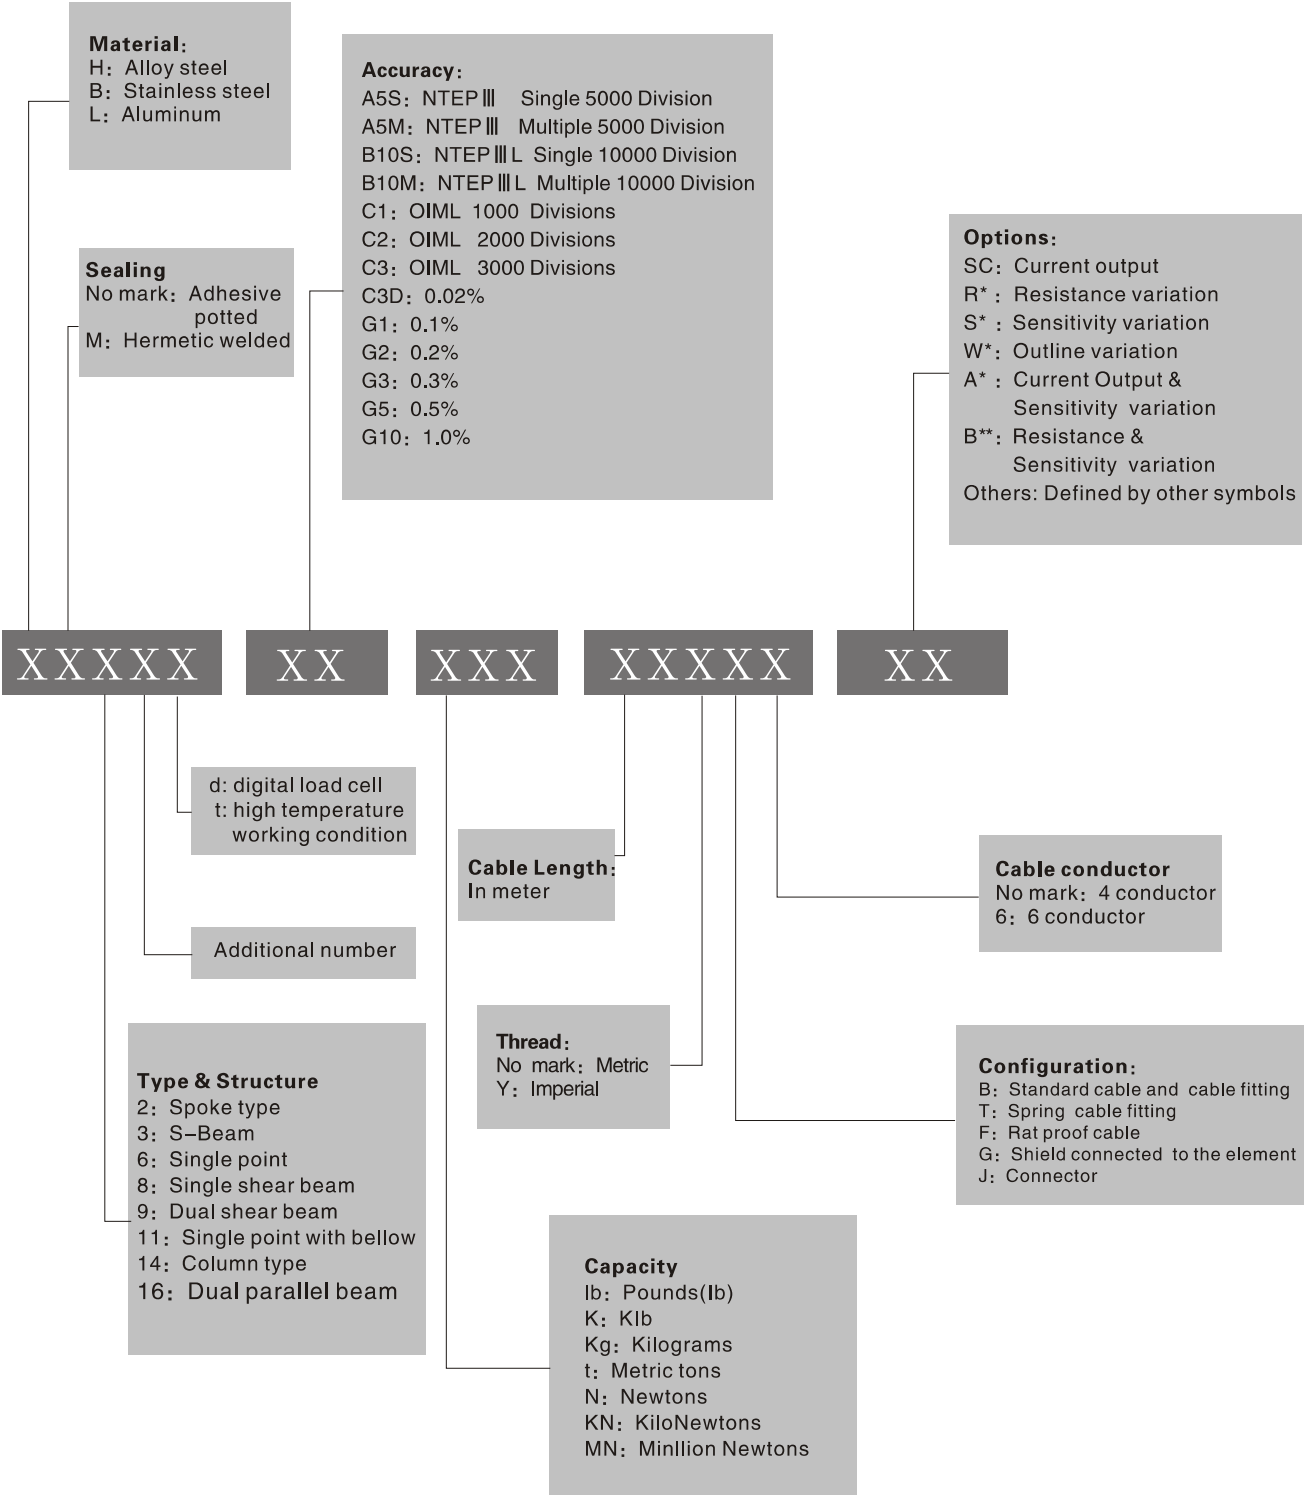 Material:
H: Alloy steel
B: Stainless steel
L: Aluminum
Accuracy:
A5S: NTEP Ⅲ Single 5000 Division
A5M: NTEP Ⅲ Multiple 5000 Division
B10S: NTEP Ⅲ L Single 10000 Division
B10M: NTEP Ⅲ L Multiple 10000 Division
C1: OIML 1000 Divisions
C2: OIML 2000 Divisions
C3: OIML 3000 Divisions
C3D: 0.02%
G1: 0.1%
G2: 0.2%
G3: 0.3%
G5: 0.5%
G10: 1.0%
Sealing
No mark: Adhesive
potted
M: Hermetic welded
Options:
SC: Current output
R*: Resistance variation
S*: Sensitivity variation
W*: Outline variation
A*: Current Output &
Sensitivity variation
B**: Resistance &
Sensitivity variation
Others: Defined by other symbols
XXXXX XX XXX XXXXX XX
d: digital load cell
t: high temperature
working condition
Additional number
Type & Structure
2: Spoke type
3: S-Beam
6: Single point
8: Single shear beam
9: Dual shear beam
11: Single point with bellow
14: Column type
16: Dual parallel beam
Cable Length:
In meter
Thread:
No mark: Metric
Y: Imperial
Cable conductor
No mark: 4 conductor
6: 6 conductor
Configuration:
B: Standard cable and cable fitting
T: Spring cable fitting
F: Rat proof cable
G: Shield connected to the element
J: Connector
Capacity
lb: Pounds(lb)
K: Klb
Kg: Kilograms
t: Metric tons
N: Newtons
KN: KiloNewtons
MN: Minllion Newtons